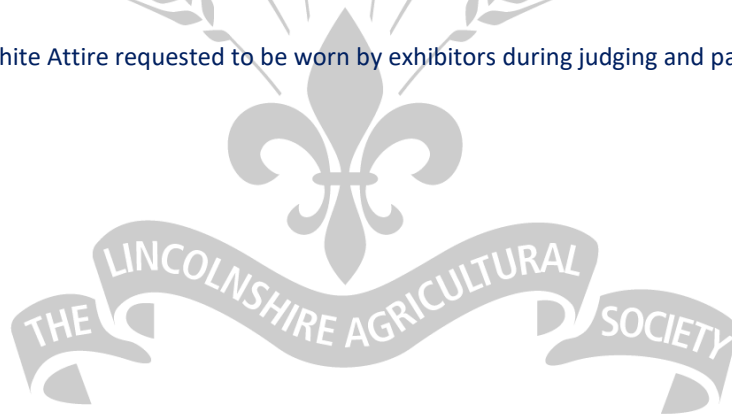 hite Attire requested to be worn by exhibitors during judging and pa
THE LINCOLNSHIRE AGRICULTURAL SOCIETY